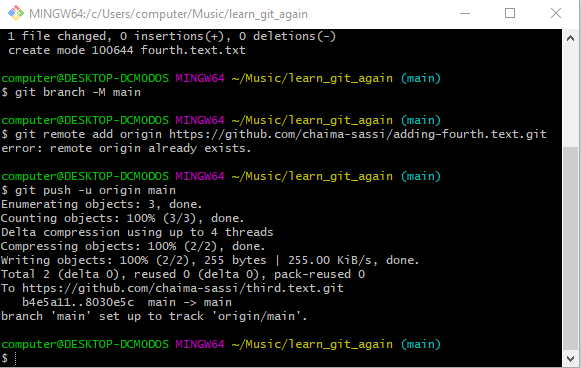 MINGW64:/c/Users/computer/Music/learn_git_again
1 file changed, 0 insertions(+), 0 deletions(-)
create mode 100644 fourth.text.txt
computer@DESKTOP-DCMODOS MINGW64 ~/Music/learn_git_again (main)
$ git branch -M main
computer@DESKTOP-DCMODOS MINGW64 ~/Music/learn_git_again (main)
$ git remote add origin https://github.com/chaima-sassi/adding-fourth.text.git
error: remote origin already exists.
computer@DESKTOP-DCMODOS MINGW64 ~/Music/learn_git_again (main)
$ git push -u origin main
Enumerating objects: 3, done.
Counting objects: 100% (3/3), done.
Delta compression using up to 4 threads
Compressing objects: 100% (2/2), done.
Writing objects: 100% (2/2), 255 bytes | 255.00 KiB/s, done.
Total 2 (delta 0), reused 0 (delta 0), pack-reused 0
To https://github.com/chaima-sassi/third.text.git
b4e5a11..8030e5c  main -> main
branch 'main' set up to track 'origin/main'.
computer@DESKTOP-DCMODOS MINGW64 ~/Music/learn_git_again (main)
$